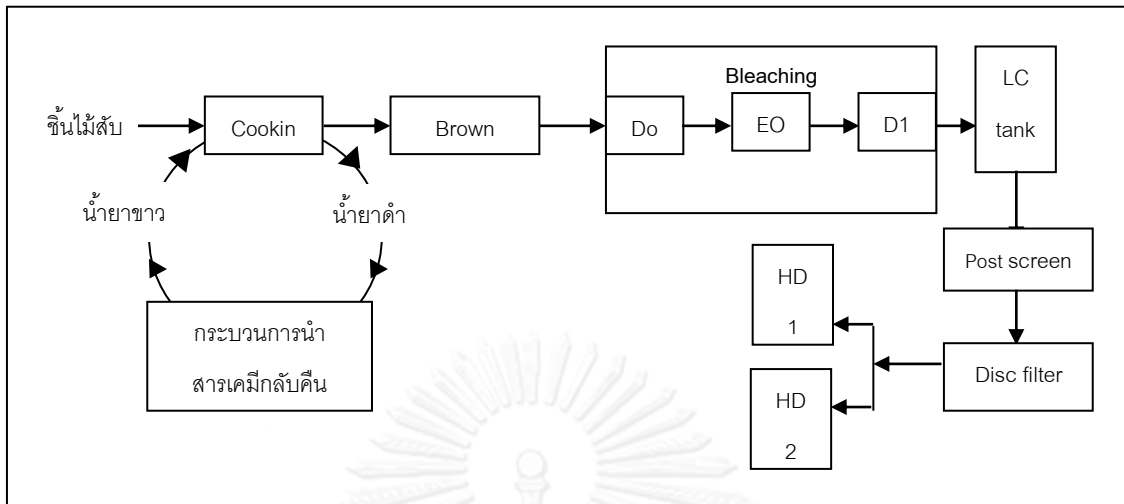 ชิ้นไม้สับ
Cookin
Brown
Bleaching
Do
EO
D1
LC
tank
น้ำยาขาว
น้ำยาดำ
Post screen
กระบวนการนำ
สารเคมีกลับคืน
HD
1
Disc filter
HD
2